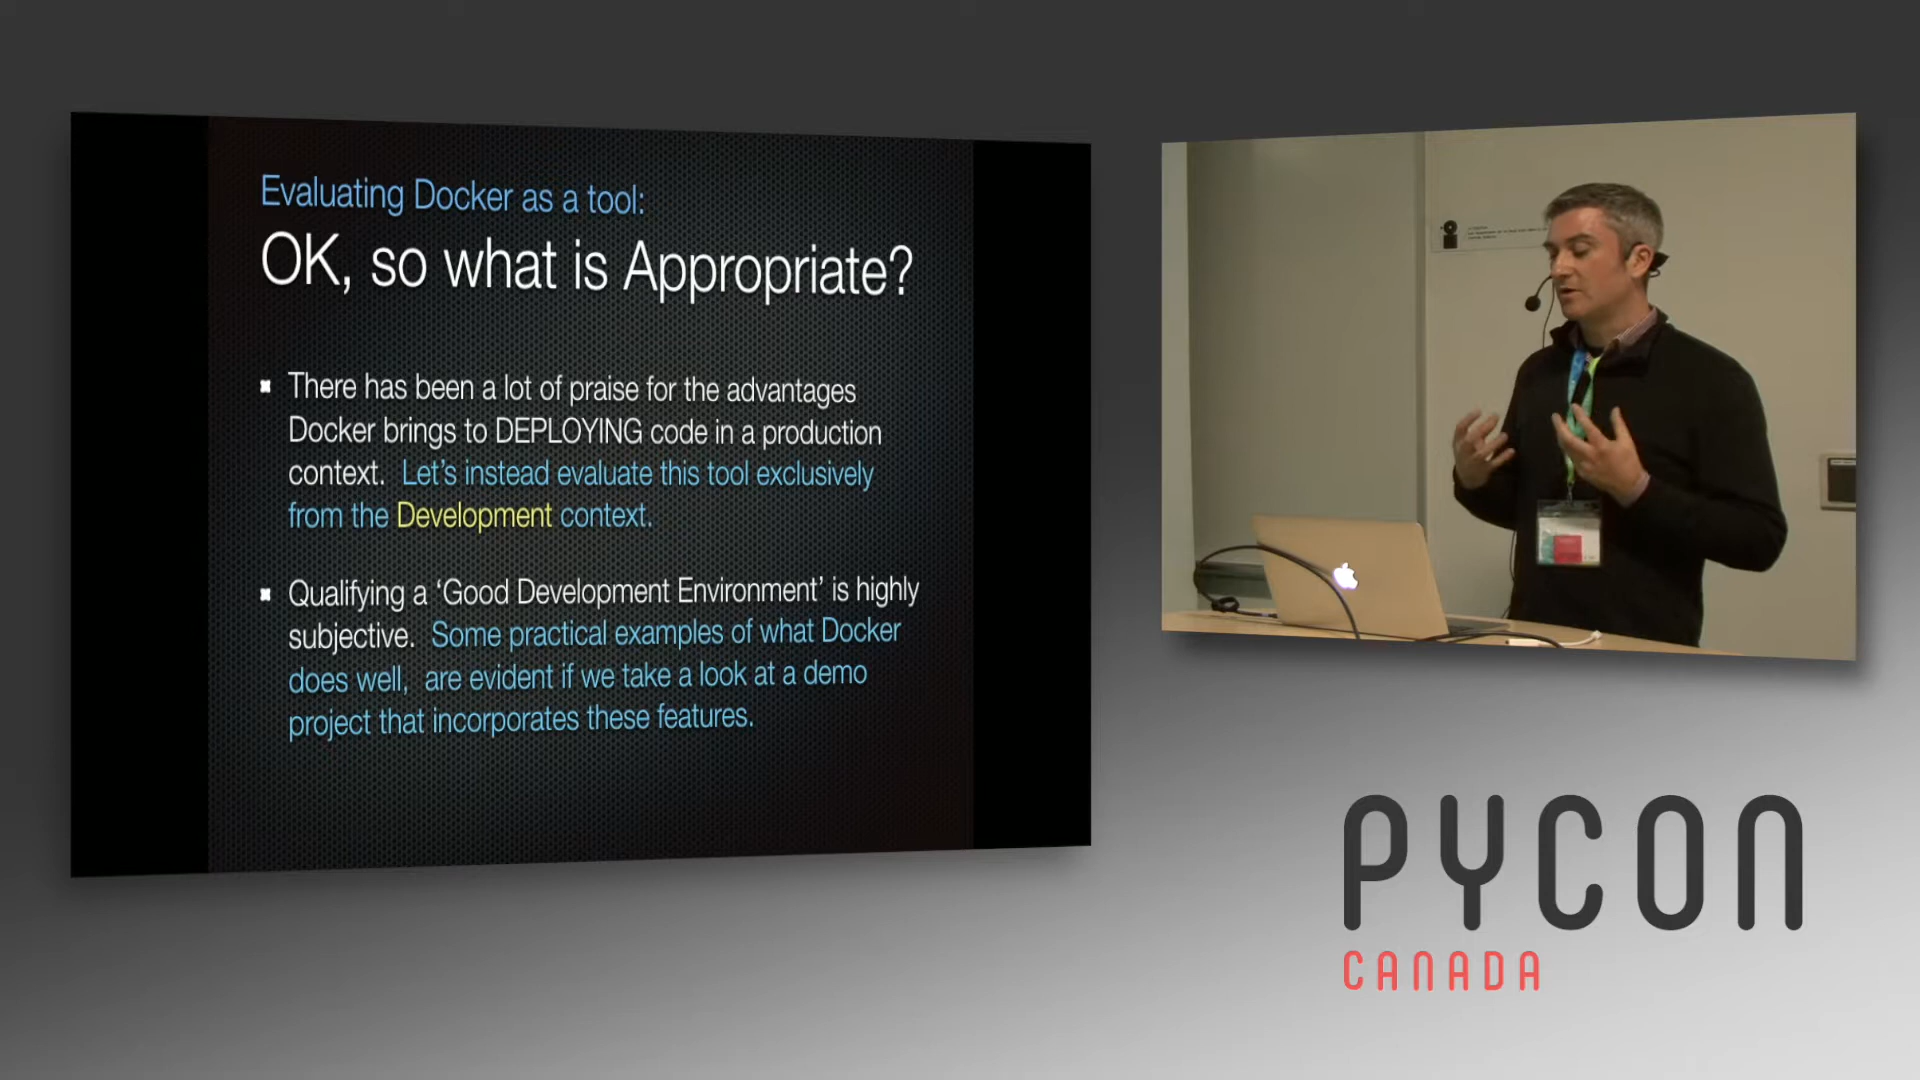 Evaluating Docker as a tool:
OK, so what is Appropriate?
There has been a lot of praise for the advantages
Docker brings to DEPLOYING code in a production
context. Let's instead evaluate this tool exclusively
from the Development context.
Qualifying a ‘Good Development Environment’ is highly
subjective. Some practical examples of what Docker
does well, are evident if we take a look at a demo
project that incorporates these features.
PYCON
CANADA